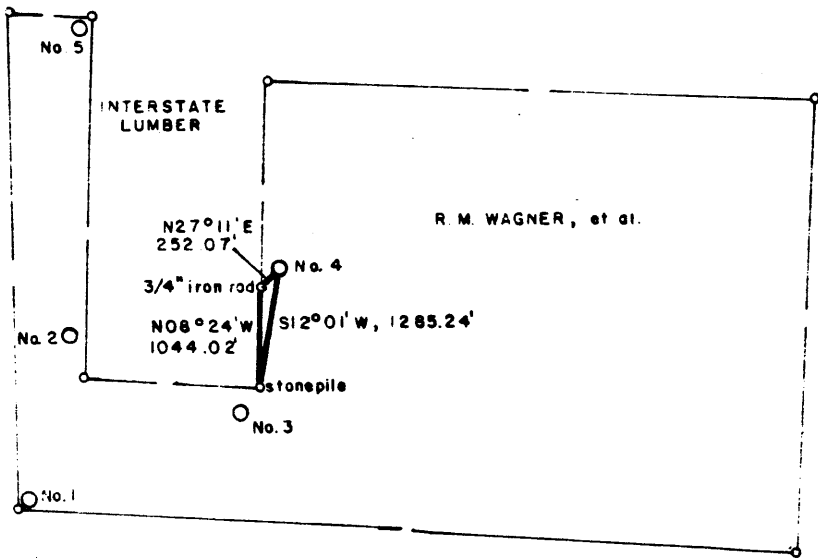 No. 5
INTERSTATE
LUMBER
R. M. WAGNER, et al.
N27°11'E
252.07'
No. 4
3/4" iron rod
N08°24'W
1044.02'
S12°01'W, 1285.24'
No. 2
stonepile
No. 3
No. 1